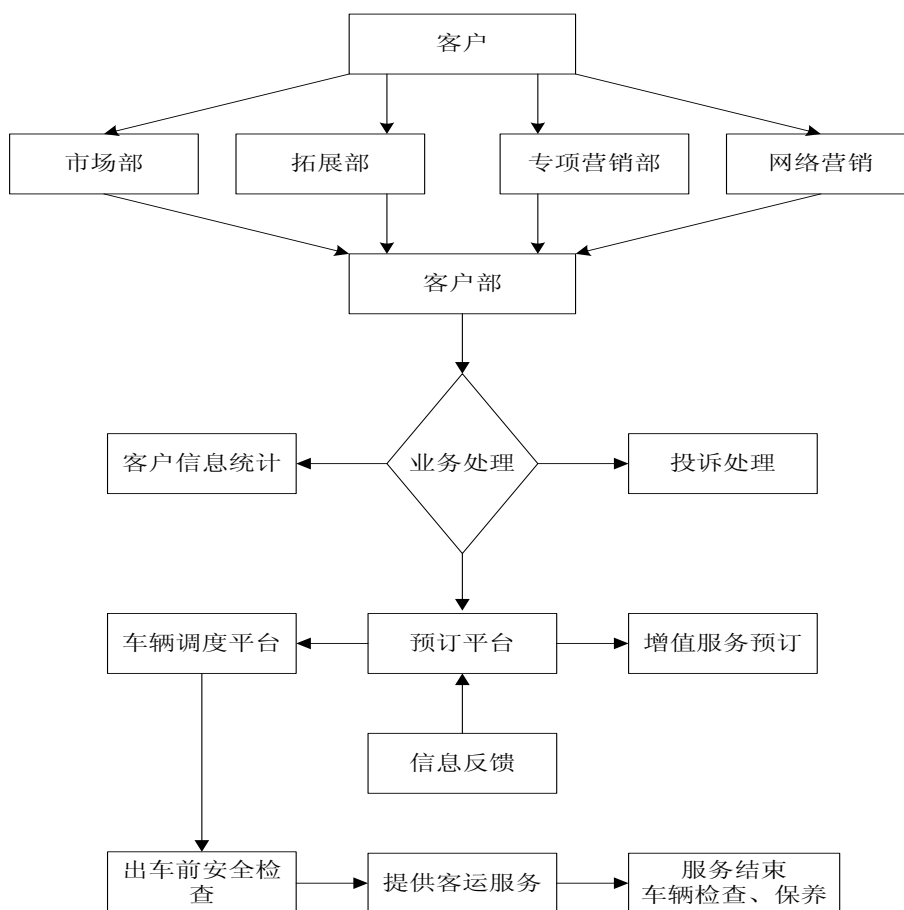 客户
市场部
拓展部
专项营销部
网络营销
客户部
客户信息统计
业务处理
投诉处理
车辆调度平台
预订平台
增值服务预订
信息反馈
出车前安全检
查
提供客运服务
服务结束
车辆检查、保养